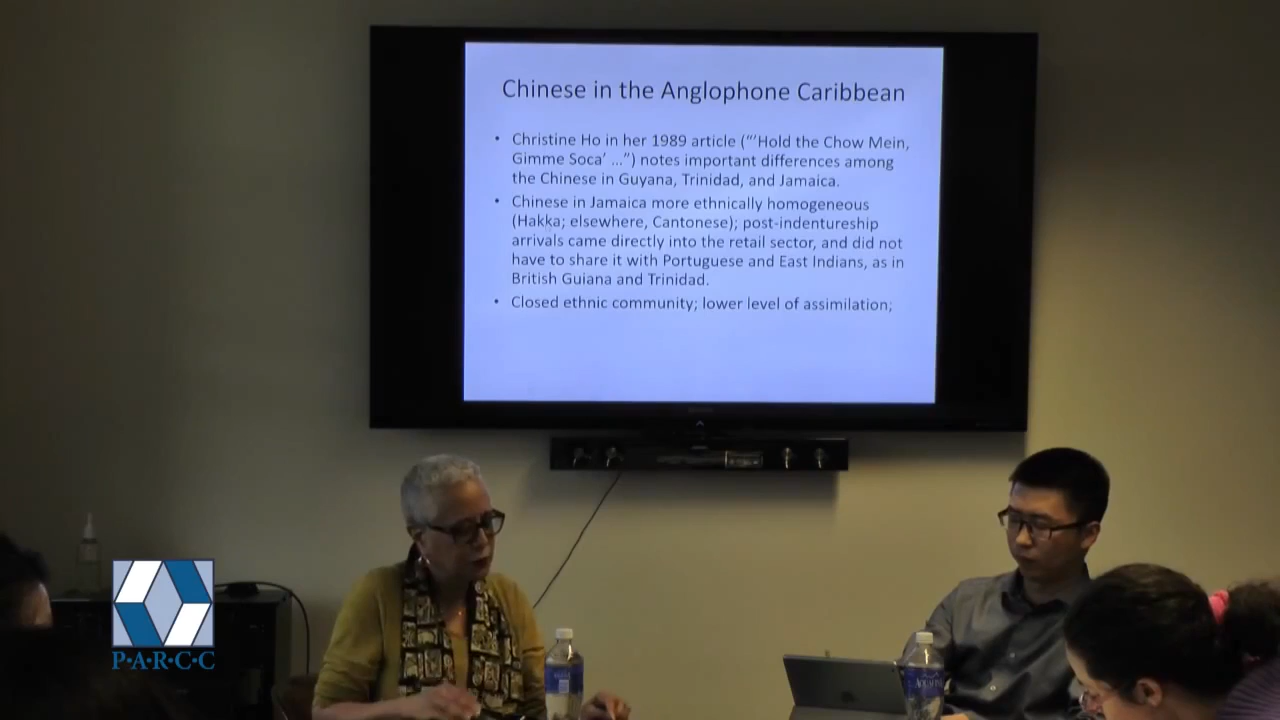 Chinese in the Anglophone Caribbean
• Christine Ho in her 1989 article (“‘Hold the Chow Mein,
Gimme Soca’ ...”) notes important differences among
the Chinese in Guyana, Trinidad, and Jamaica.
• Chinese in Jamaica more ethnically homogeneous
(Hakka; elsewhere, Cantonese); post-indentureship
arrivals came directly into the retail sector, and did not
have to share it with Portuguese and East Indians, as in
British Guiana and Trinidad.
• Closed ethnic community; lower level of assimilation;
P·A·R·C·C
AQUAFINA